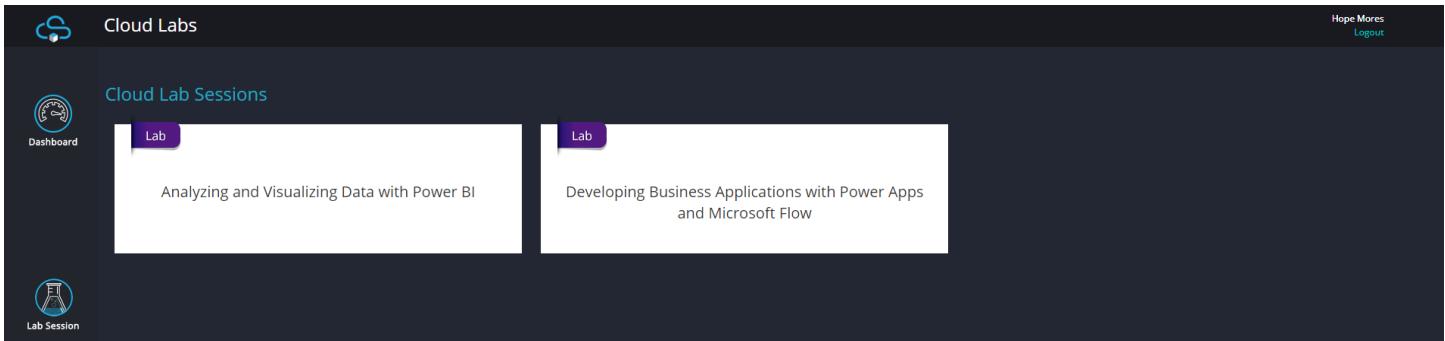 Cloud Labs
Hope Mores
Logout
Dashboard
Cloud Lab Sessions
Lab
Analyzing and Visualizing Data with Power BI
Lab
Developing Business Applications with Power Apps
and Microsoft Flow
Lab Session